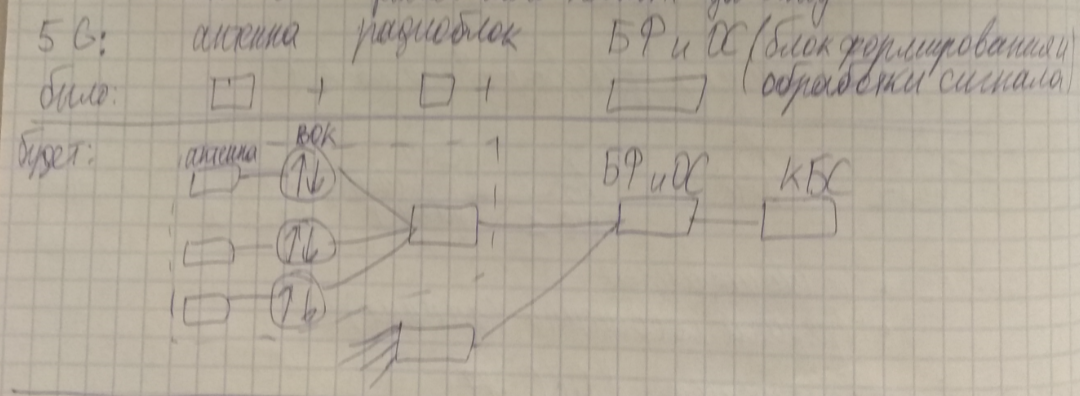 5G: антенна радиоблок БФ и ОС (блок формирования и
было: + + обработки сигнала)
будет: антенна ВОК
БФ и ОС КБС